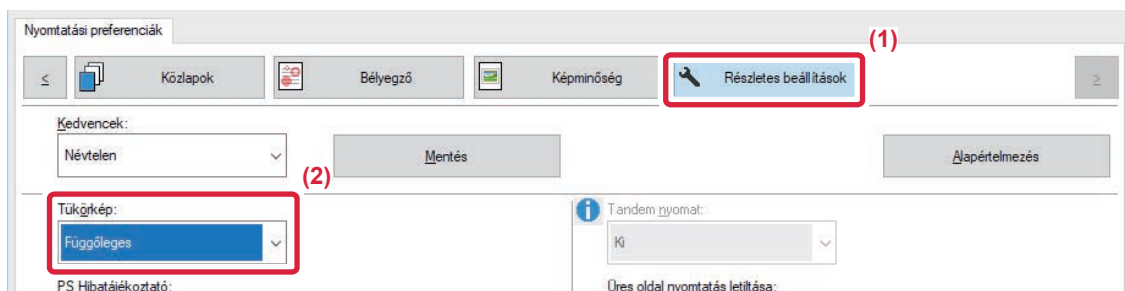 Nyomtatási preferenciák
(1)
< Közlapok Bélyegző Képminőség Részletes beállítások >
Kedvencek:
Névtelen Mentés Alapértelmezés
(2)
Tükörkép: Tandem nyomat:
Függőleges Ki
PS Hibatájékoztató: Üres oldal nyomtatás letiltása: